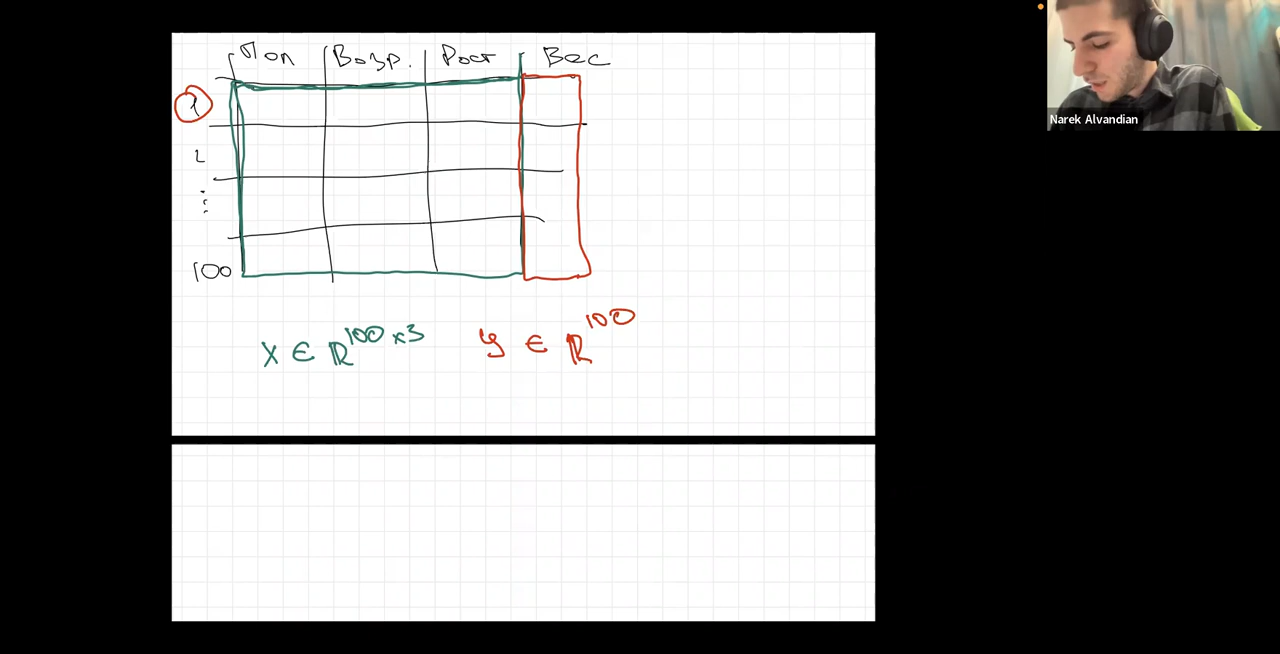 Пол Возр. Рост Вес
1
Narek Alvandian
2
⋮
100
X ∈ ℝ^{100×3} y ∈ ℝ^{100}